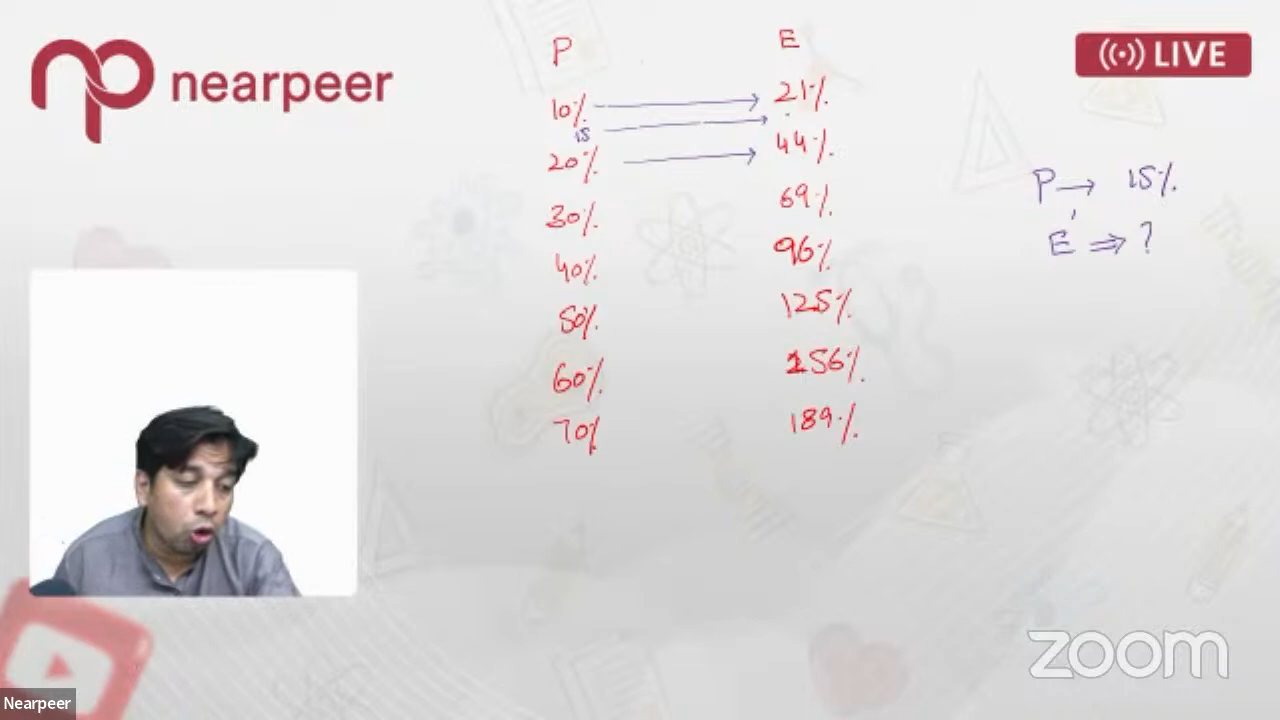 nearpeer
LIVE
P E
10% → 21%
15 →
20% → 44%
30% 69%
40% 96%
50% 125%
60% 156%
70% 189%
P → 15%
E ⇒ ?
zoom
Nearpeer